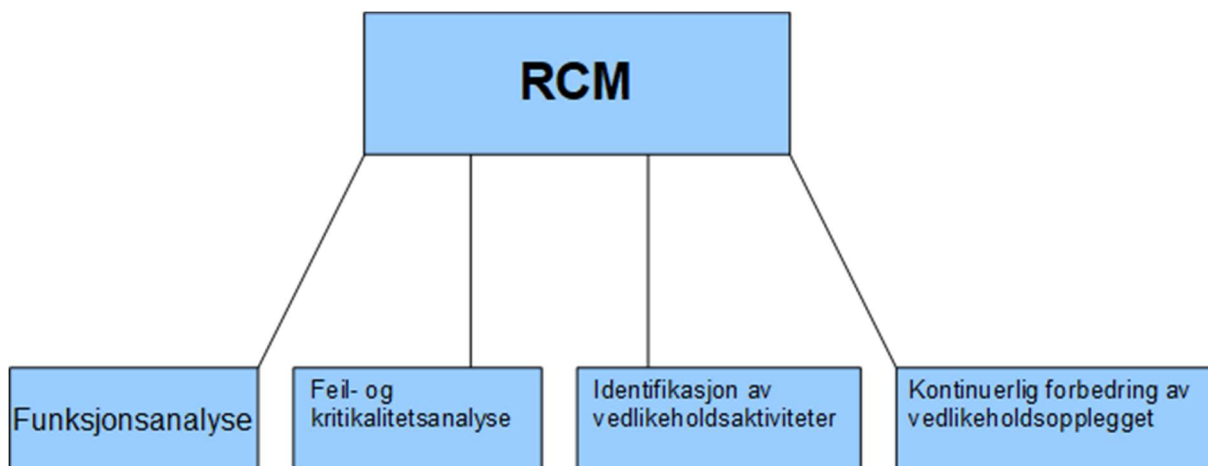 RCM
Funksjonsanalyse
Feil- og
kritikalitetsanalyse
Identifikasjon av
vedlikeholdsaktiviteter
Kontinuerlig forbedring av
vedlikeholdsopplegget